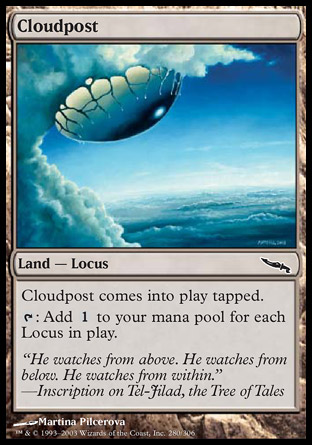 Cloudpost
Land — Locus
Cloudpost comes into play tapped.
: Add 1 to your mana pool for each
Locus in play.
“He watches from above. He watches from
below. He watches from within.”
—Inscription on Tel-Jilad, the Tree of Tales
Martina Pilcerova
™ & © 1993–2003 Wizards of the Coast, Inc. 280/306